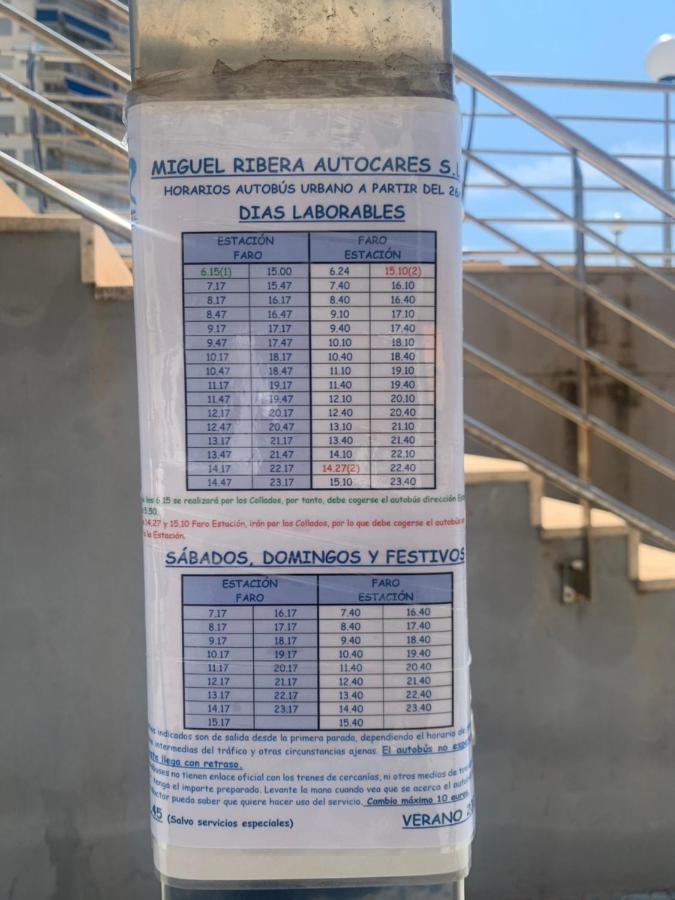 MIGUEL RIBERA AUTOCARES S.L
HORARIOS AUTOBÚS URBANO A PARTIR DEL 26
DIAS LABORABLES
ESTACIÓN FARO
FARO ESTACIÓN
6.15(1) 15.00 6.24 15.10(2)
7.17 15.47 7.40 16.10
8.17 16.17 8.40 16.40
8.47 16.47 9.10 17.10
9.17 17.17 9.40 17.40
9.47 17.47 10.10 18.10
10.17 18.17 10.40 18.40
10.47 18.47 11.10 19.10
11.17 19.17 11.40 19.40
11.47 19.47 12.10 20.10
12.17 20.17 12.40 20.40
12.47 20.47 13.10 21.10
13.17 21.17 13.40 21.40
13.47 21.47 14.10 22.10
14.17 22.17 14.27(2) 22.40
14.47 23.17 15.10 23.40
las 6.15 se realizará por los Collados, por tanto, debe cogerse el autobús dirección
5.50.
14,27 y 15,10 Faro Estación, irán por los Collados, por lo que debe cogerse el autobús
a la Estación.
SÁBADOS, DOMINGOS Y FESTIVOS
ESTACIÓN FARO
FARO ESTACIÓN
7.17 16.17 7.40 16.40
8.17 17.17 8.40 17.40
9.17 18.17 9.40 18.40
10.17 19.17 10.40 19.40
11.17 20.17 11.40 20.40
12.17 21.17 12.40 21.40
13.17 22.17 13.40 22.40
14.17 23.17 14.40 23.40
15.17 15.40
indicados son de salida desde la primera parada, dependiendo el horario de
intermedias del tráfico y otras circunstancias ajenas. El autobús no
llega con retraso.
no tienen enlace oficial con los trenes de cercanías, ni otros medios de
tenga el importe preparado. Levante la mano cuando vea que se acerca el
pueda saber que quiere hacer uso del servicio. Cambio máximo 10 euros.
45 (Salvo servicios especiales)
VERANO